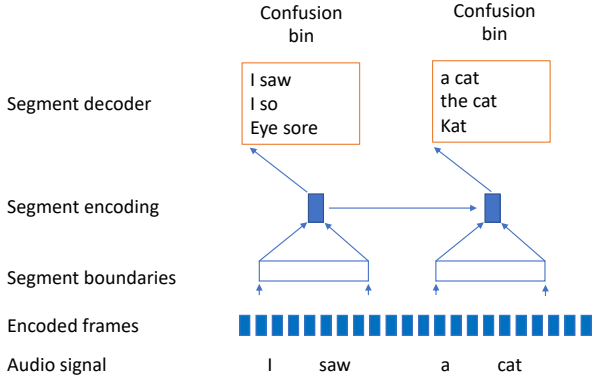 Confusion
bin
Confusion
bin
Segment decoder
I saw
I so
Eye sore
a cat
the cat
Kat
Segment encoding
Segment boundaries
Encoded frames
Audio signal
I saw a cat